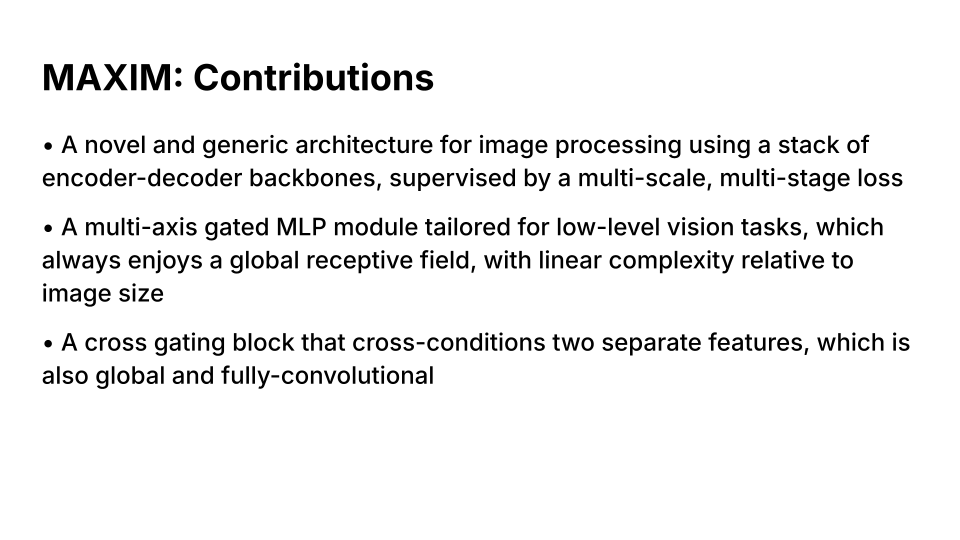 MAXIM: Contributions
• A novel and generic architecture for image processing using a stack of
encoder-decoder backbones, supervised by a multi-scale, multi-stage loss
• A multi-axis gated MLP module tailored for low-level vision tasks, which
always enjoys a global receptive field, with linear complexity relative to
image size
• A cross gating block that cross-conditions two separate features, which is
also global and fully-convolutional